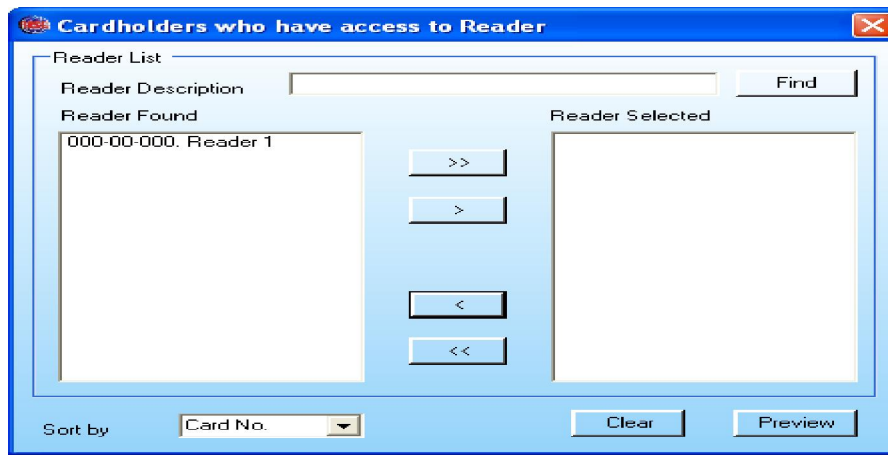 Cardholders who have access to Reader
Reader List
Reader Description
Find
Reader Found
Reader Selected
000-00-000. Reader 1
>>
>
<
<<
Sort by
Card No.
Clear
Preview